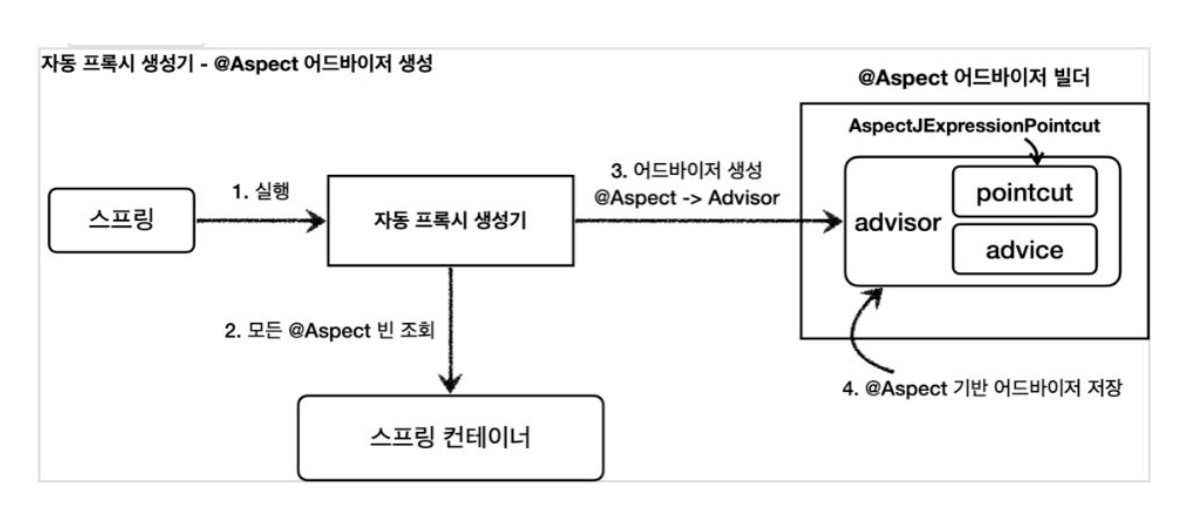 자동 프록시 생성기 - @Aspect 어드바이저 생성
@Aspect 어드바이저 빌더
AspectJExpressionPointcut
스프링
1. 실행
자동 프록시 생성기
3. 어드바이저 생성
@Aspect -> Advisor
advisor
pointcut
advice
2. 모든 @Aspect 빈 조회
4. @Aspect 기반 어드바이저 저장
스프링 컨테이너